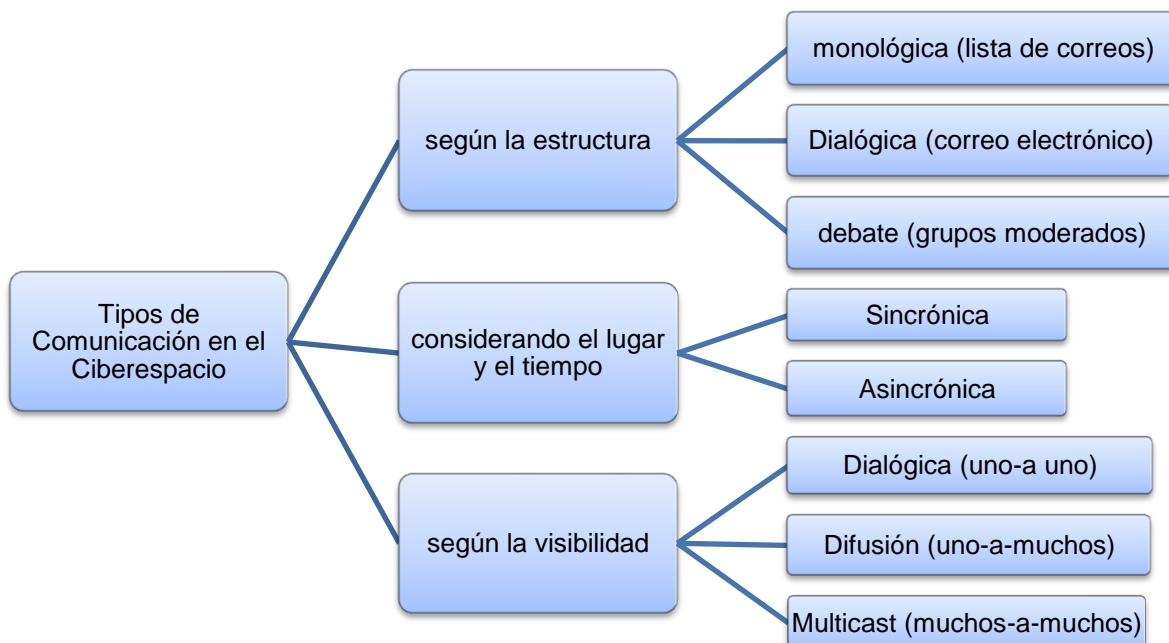 monológica (lista de correos)
según la estructura
Dialógica (correo electrónico)
debate (grupos moderados)
Tipos de
Comunicación en el
Ciberespacio
considerando el lugar
y el tiempo
Sincrónica
Asincrónica
según la visibilidad
Dialógica (uno-a uno)
Difusión (uno-a-muchos)
Multicast (muchos-a-muchos)